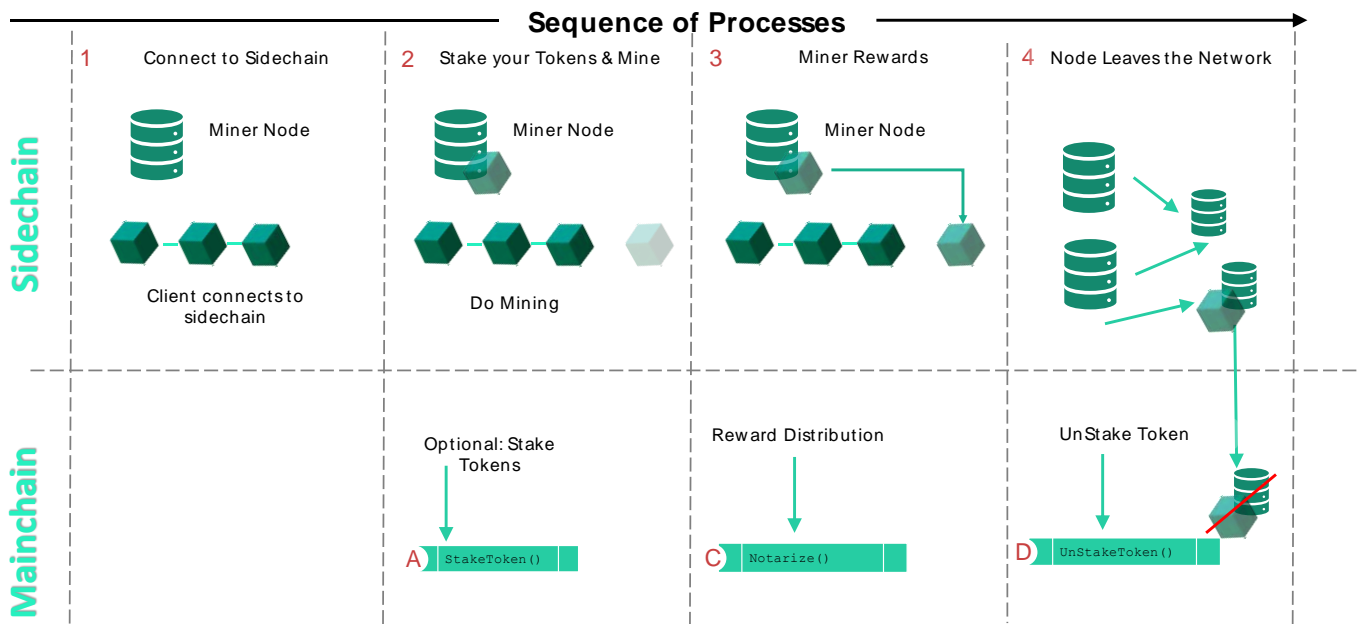 Sequence of Processes
1 Connect to Sidechain
2 Stake your Tokens & Mine
3 Miner Rewards
4 Node Leaves the Network
Sidechain
Miner Node
Miner Node
Miner Node
Client connects to
sidechain
Do Mining
Mainchain
Optional: Stake
Tokens
Reward Distribution
UnStake Token
A StakeToken()
C Notarize()
D UnStakeToken()